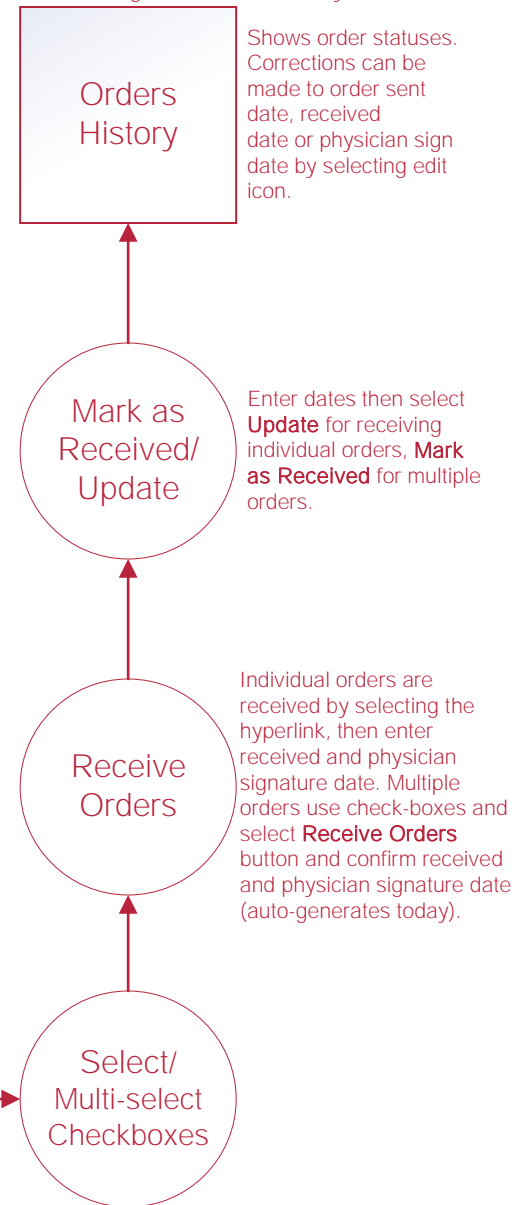 Orders
History
Shows order statuses.
Corrections can be
made to order sent
date, received
date or physician sign
date by selecting edit
icon.
Mark as
Received/
Update
Enter dates then select
Update for receiving
individual orders, Mark
as Received for multiple
orders.
Receive
Orders
Individual orders are
received by selecting the
hyperlink, then enter
received and physician
signature date. Multiple
orders use check-boxes and
select Receive Orders
button and confirm received
and physician signature date
(auto-generates today).
Select/
Multi-select
Checkboxes